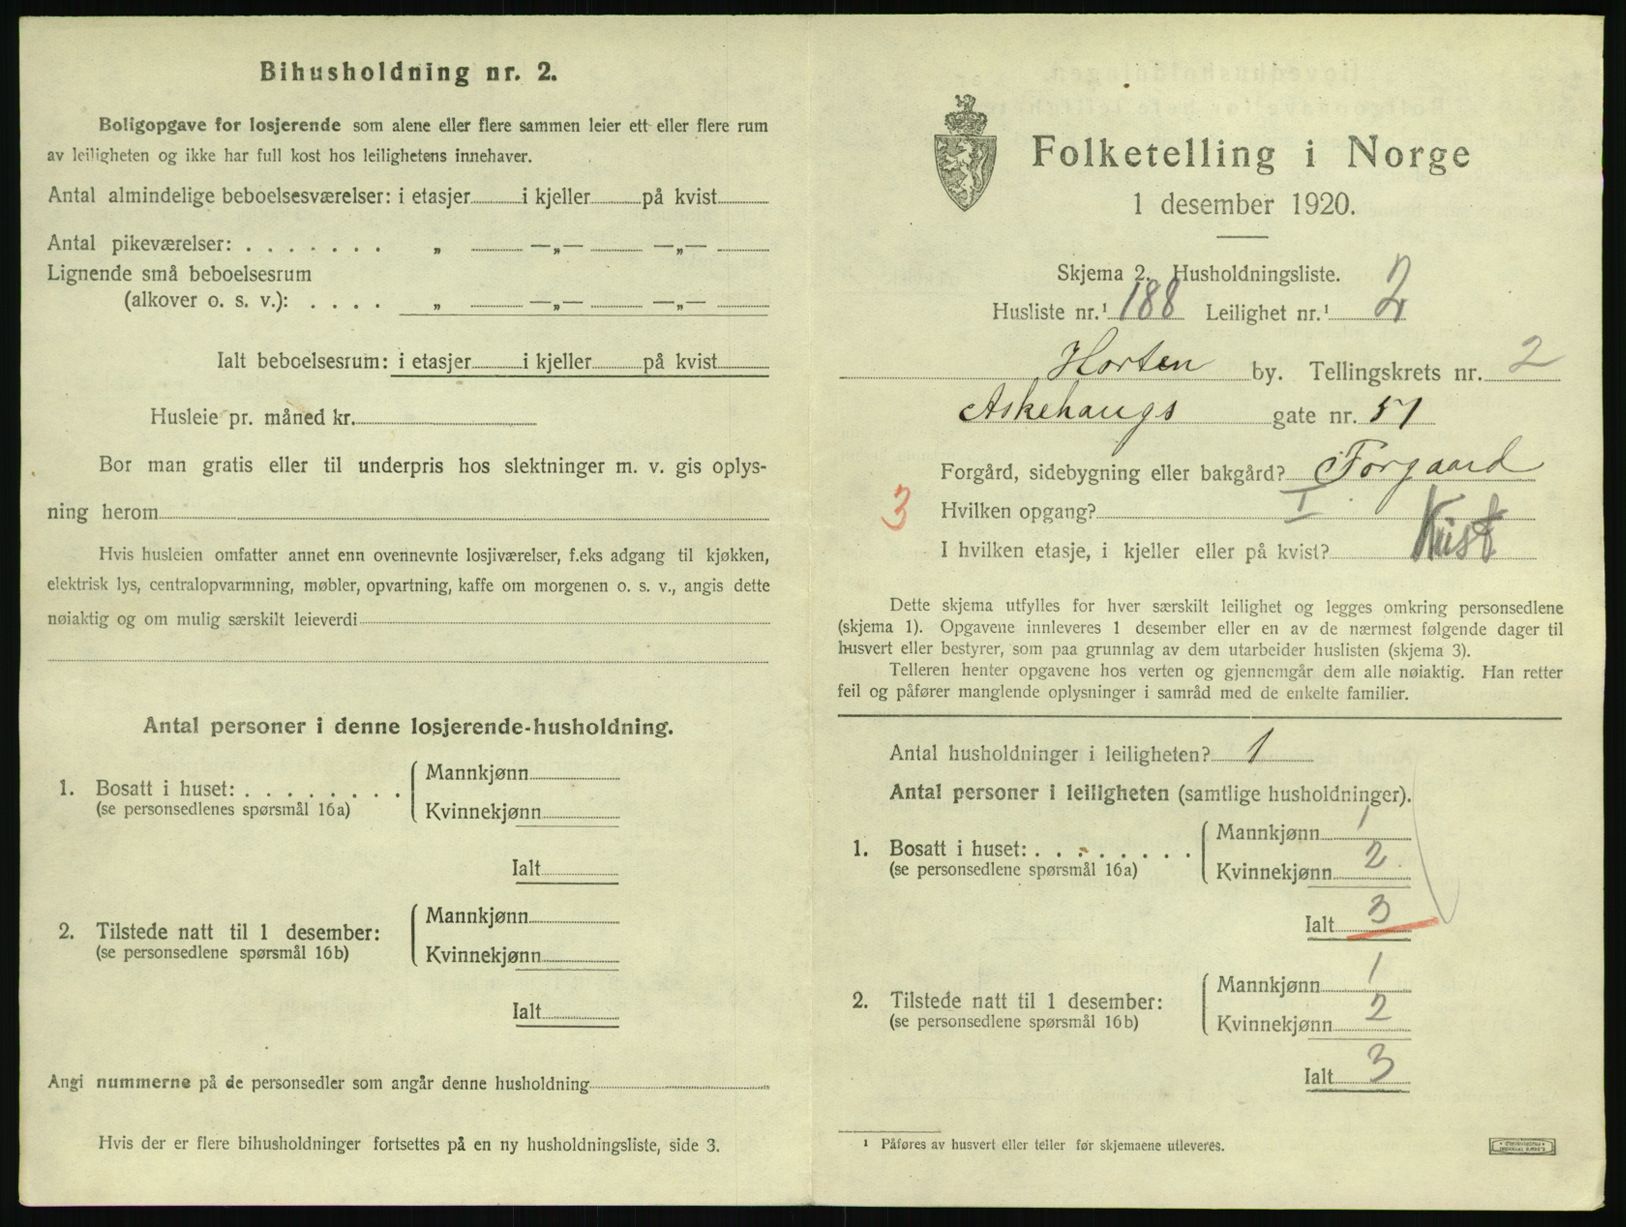 Bihusholdning nr. 2.
Boligopgave for losjerende som alene eller flere sammen leier ett eller flere rum
av leiligheten og ikke har full kost hos leilighetens innehaver.
Antal almindelige beboelsesværelser: i etasjer i kjeller på kvist
Antal pikeværelser: . . . . . . . „ —„— —„—
Lignende små beboelsesrum
(alkover o. s. v.): . . . . „ —„— —„—
Ialt beboelsesrum: i etasjer i kjeller på kvist
Husleie pr. måned kr.
Bor man gratis eller til underpris hos slektninger m. v. gis oplys-
ning herom
Hvis husleien omfatter annet enn ovennevnte losjiværelser, f.eks adgang til kjøkken,
elektrisk lys, centralopvarmning, møbler, opvartning, kaffe om morgenen o. s. v., angis dette
nøiaktig og om mulig særskilt leieverdi
Antal personer i denne losjerende-husholdning.
1. Bosatt i huset: . . . . . . . . Mannkjønn
(se personsedlenes spørsmål 16a) Kvinnekjønn
Ialt
2. Tilstede natt til 1 desember: Mannkjønn
(se personsedlene spørsmål 16b) Kvinnekjønn
Ialt
Angi nummerne på de personsedler som angår denne husholdning
Hvis der er flere bihusholdninger fortsettes på en ny husholdningsliste, side 3.
Folketelling i Norge
1 desember 1920.
Skjema 2. Husholdningsliste.
Husliste nr.¹ 188 Leilighet nr.¹ 2
Horten by. Tellingskrets nr. 2
Askehaugs gate nr. 51
Forgård, sidebygning eller bakgård? Forgaard
3 Hvilken opgang? I
I hvilken etasje, i kjeller eller på kvist? Kvist
Dette skjema utfylles for hver særskilt leilighet og legges omkring personsedlene
(skjema 1). Opgavene innleveres 1 desember eller en av de nærmest følgende dager til
husvert eller bestyrer, som paa grunnlag av dem utarbeider huslisten (skjema 3).
Telleren henter opgavene hos verten og gjennemgår dem alle nøiaktig. Han retter
feil og påfører manglende oplysninger i samråd med de enkelte familier.
Antal husholdninger i leiligheten? 1
Antal personer i leiligheten (samtlige husholdninger).
1. Bosatt i huset: . . . . . . . . Mannkjønn 1
(se personsedlene spørsmål 16a) Kvinnekjønn 2
Ialt 3
2. Tilstede natt til 1 desember: Mannkjønn 1
(se personsedlene spørsmål 16b) Kvinnekjønn 2
Ialt 3
¹ Påføres av husvert eller teller før skjemaene utleveres.